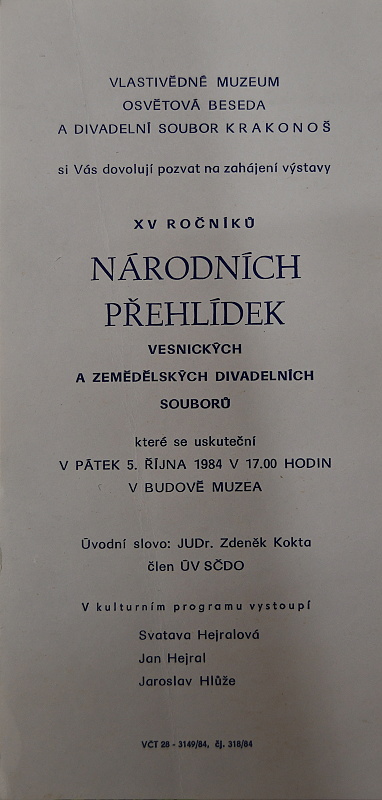 VLASTIVĚDNÉ MUZEUM
OSVĚTOVÁ BESEDA
A DIVADELNÍ SOUBOR KRAKONOŠ
si Vás dovolují pozvat na zahájení výstavy
XV ROČNÍKŮ
NÁRODNÍCH
PŘEHLÍDEK
VESNICKÝCH
A ZEMĚDĚLSKÝCH DIVADELNÍCH
SOUBORŮ
které se uskuteční
V PÁTEK 5. ŘÍJNA 1984 V 17.00 HODIN
V BUDOVĚ MUZEA
Úvodní slovo: JUDr. Zdeněk Kokta
člen ÚV SČDO
V kulturním programu vystoupí
Svatava Hejralová
Jan Hejral
Jaroslav Hlůže
VČT 28 - 3149/84, čj. 318/84